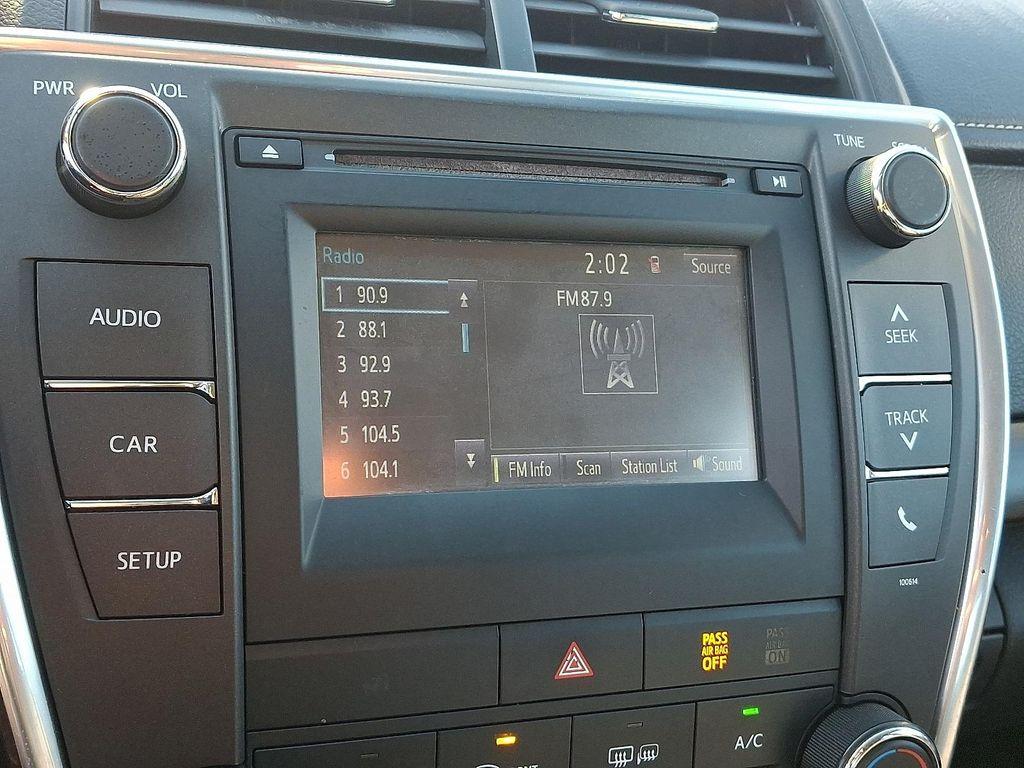 PWR VOL
TUNE
Radio 2:02 Source
1 90.9
FM87.9
2 88.1
3 92.9
4 93.7
5 104.5
6 104.1
FM Info Scan Station List Sound
AUDIO
CAR
SETUP
SEEK
TRACK
100614
PASS
AIR BAG
OFF
PASS
AIR BAG
ON
A/C